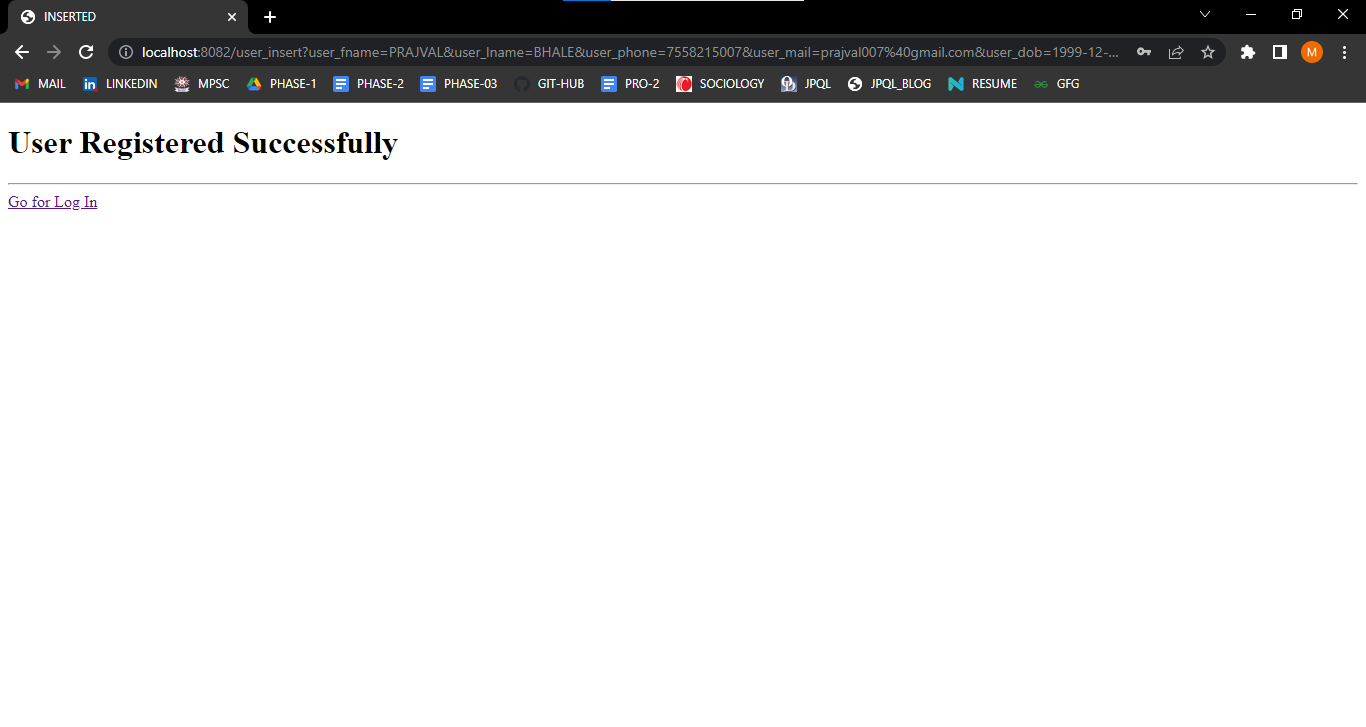 INSERTED
localhost:8082/user_insert?user_fname=PRAJVAL&user_lname=BHALE&user_phone=7558215007&user_mail=prajval007%40gmail.com&user_dob=1999-12-...
M
MAIL LINKEDIN MPSC PHASE-1 PHASE-2 PHASE-03 GIT-HUB PRO-2 SOCIOLOGY JPQL JPQL_BLOG RESUME GFG
User Registered Successfully
Go for Log In